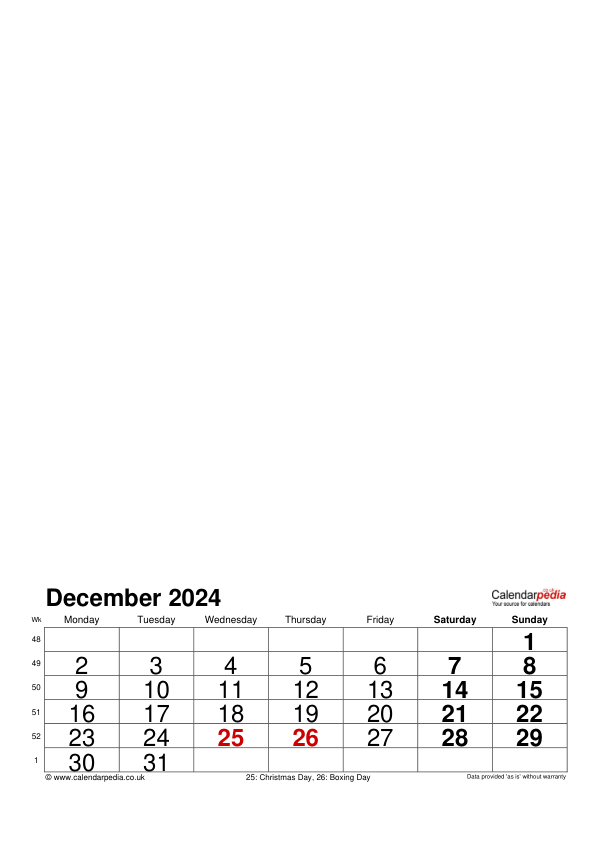 December 2024
Calendarpedia
Your source for calendars
Wk Monday Tuesday Wednesday Thursday Friday Saturday Sunday
48 1
49 2 3 4 5 6 7 8
50 9 10 11 12 13 14 15
51 16 17 18 19 20 21 22
52 23 24 25 26 27 28 29
1 30 31
© www.calendarpedia.co.uk 25: Christmas Day, 26: Boxing Day Data provided 'as is' without warranty